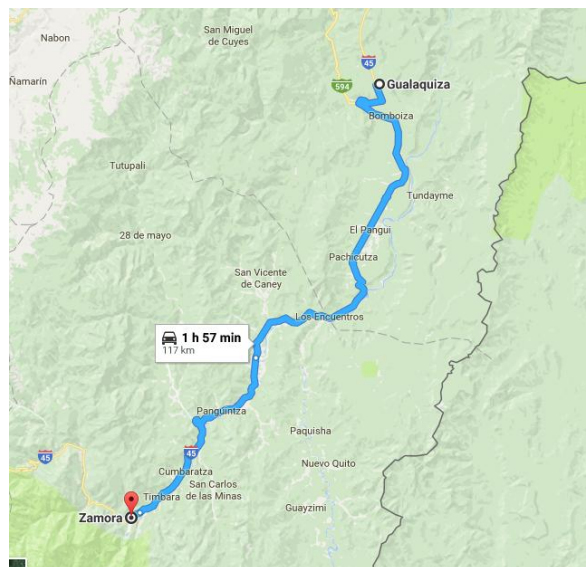 San Miguel
de Cuyes
Nabon
45
Gualaquiza
Ñamarín
594
Bomboiza
Tutupali
Tundayme
28 de mayo
El Pangui
Pachicutza
San Vicente
de Caney
Los Encuentros
1 h 57 min
117 km
Panguintza
Paquisha
45
45
Cumbaratza
Nuevo Quito
Timbara
San Carlos
de las Minas
Zamora
Guayzimi